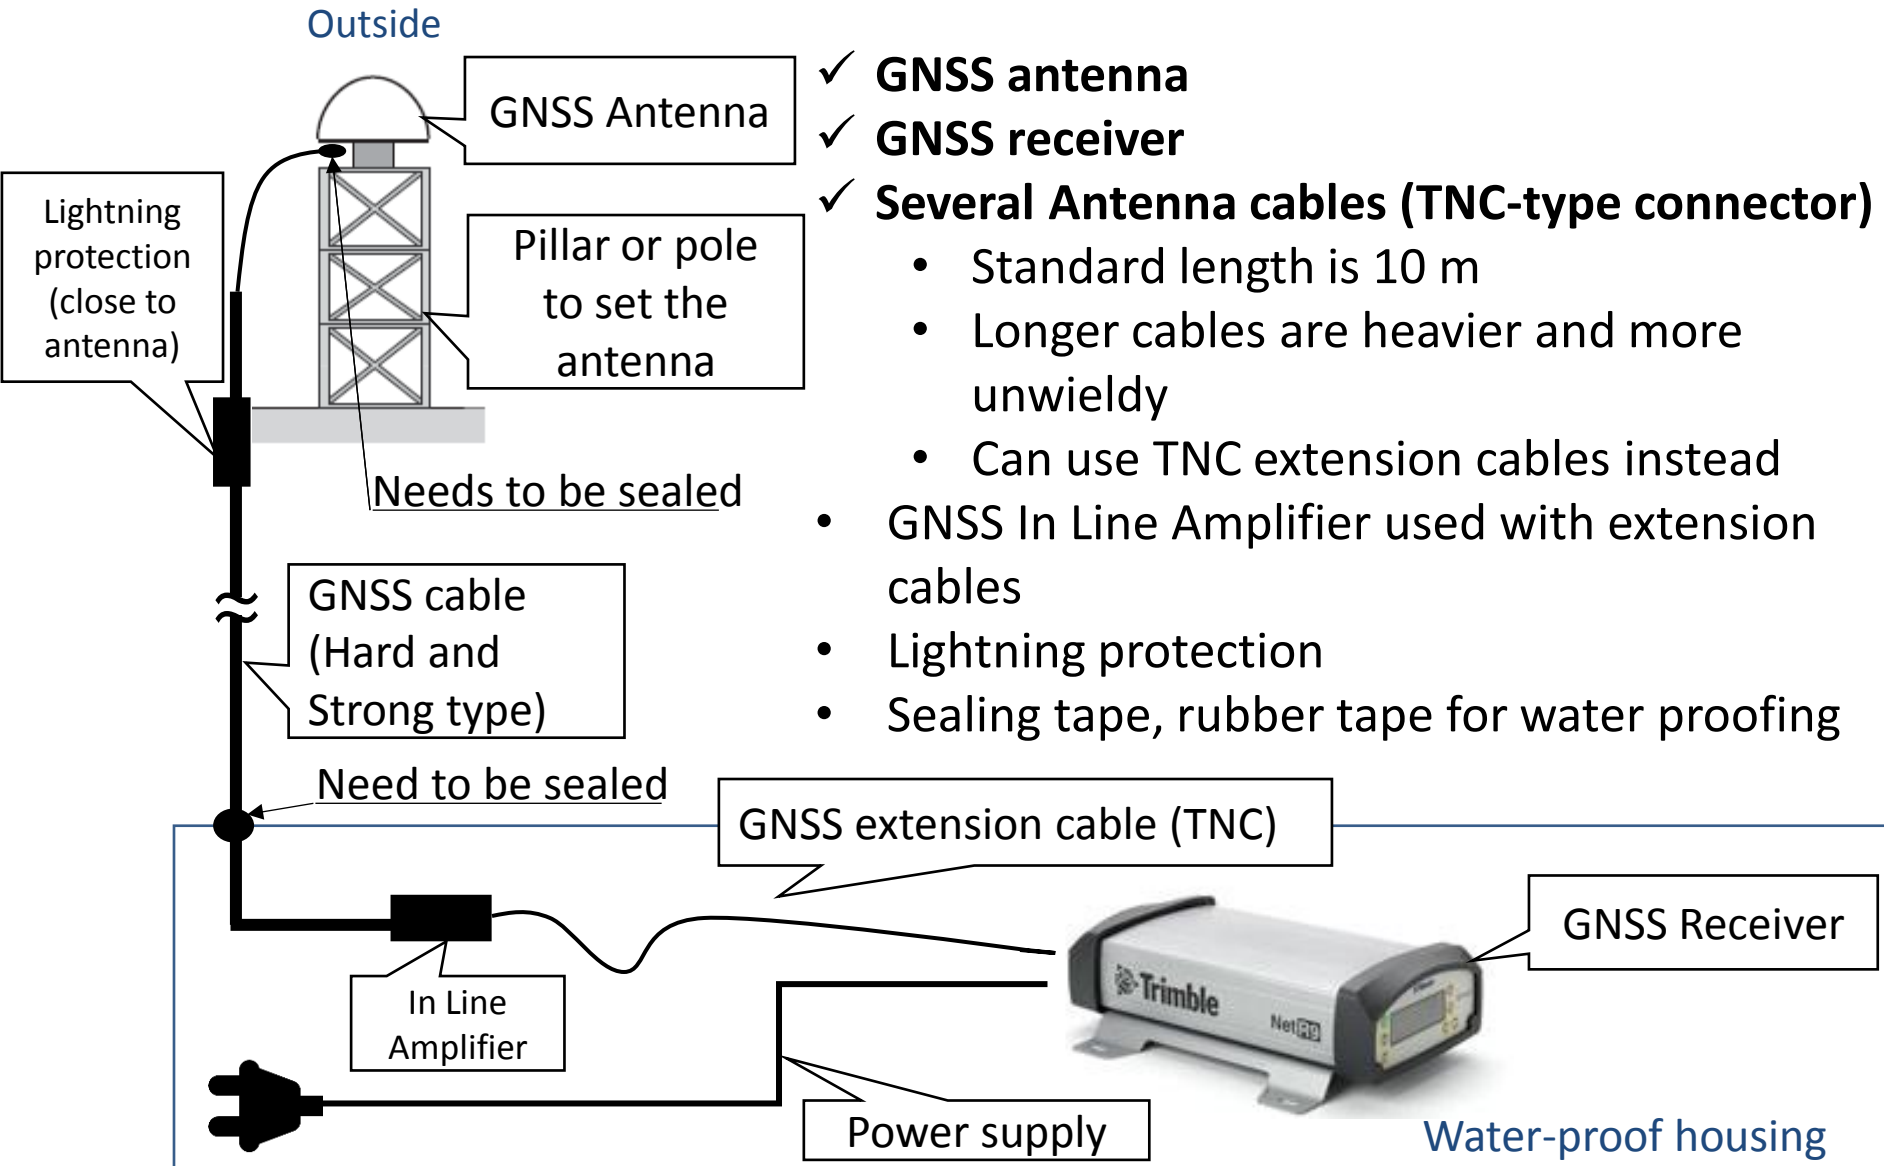 Outside
GNSS Antenna
Lightning
protection
(close to
antenna)
Pillar or pole
to set the
antenna
Needs to be sealed
GNSS cable
(Hard and
Strong type)
Need to be sealed
✓ GNSS antenna
✓ GNSS receiver
✓ Several Antenna cables (TNC-type connector)
• Standard length is 10 m
• Longer cables are heavier and more
unwieldy
• Can use TNC extension cables instead
• GNSS In Line Amplifier used with extension
cables
• Lightning protection
• Sealing tape, rubber tape for water proofing
GNSS extension cable (TNC)
GNSS Receiver
In Line
Amplifier
Trimble
NetR9
Power supply
Water-proof housing